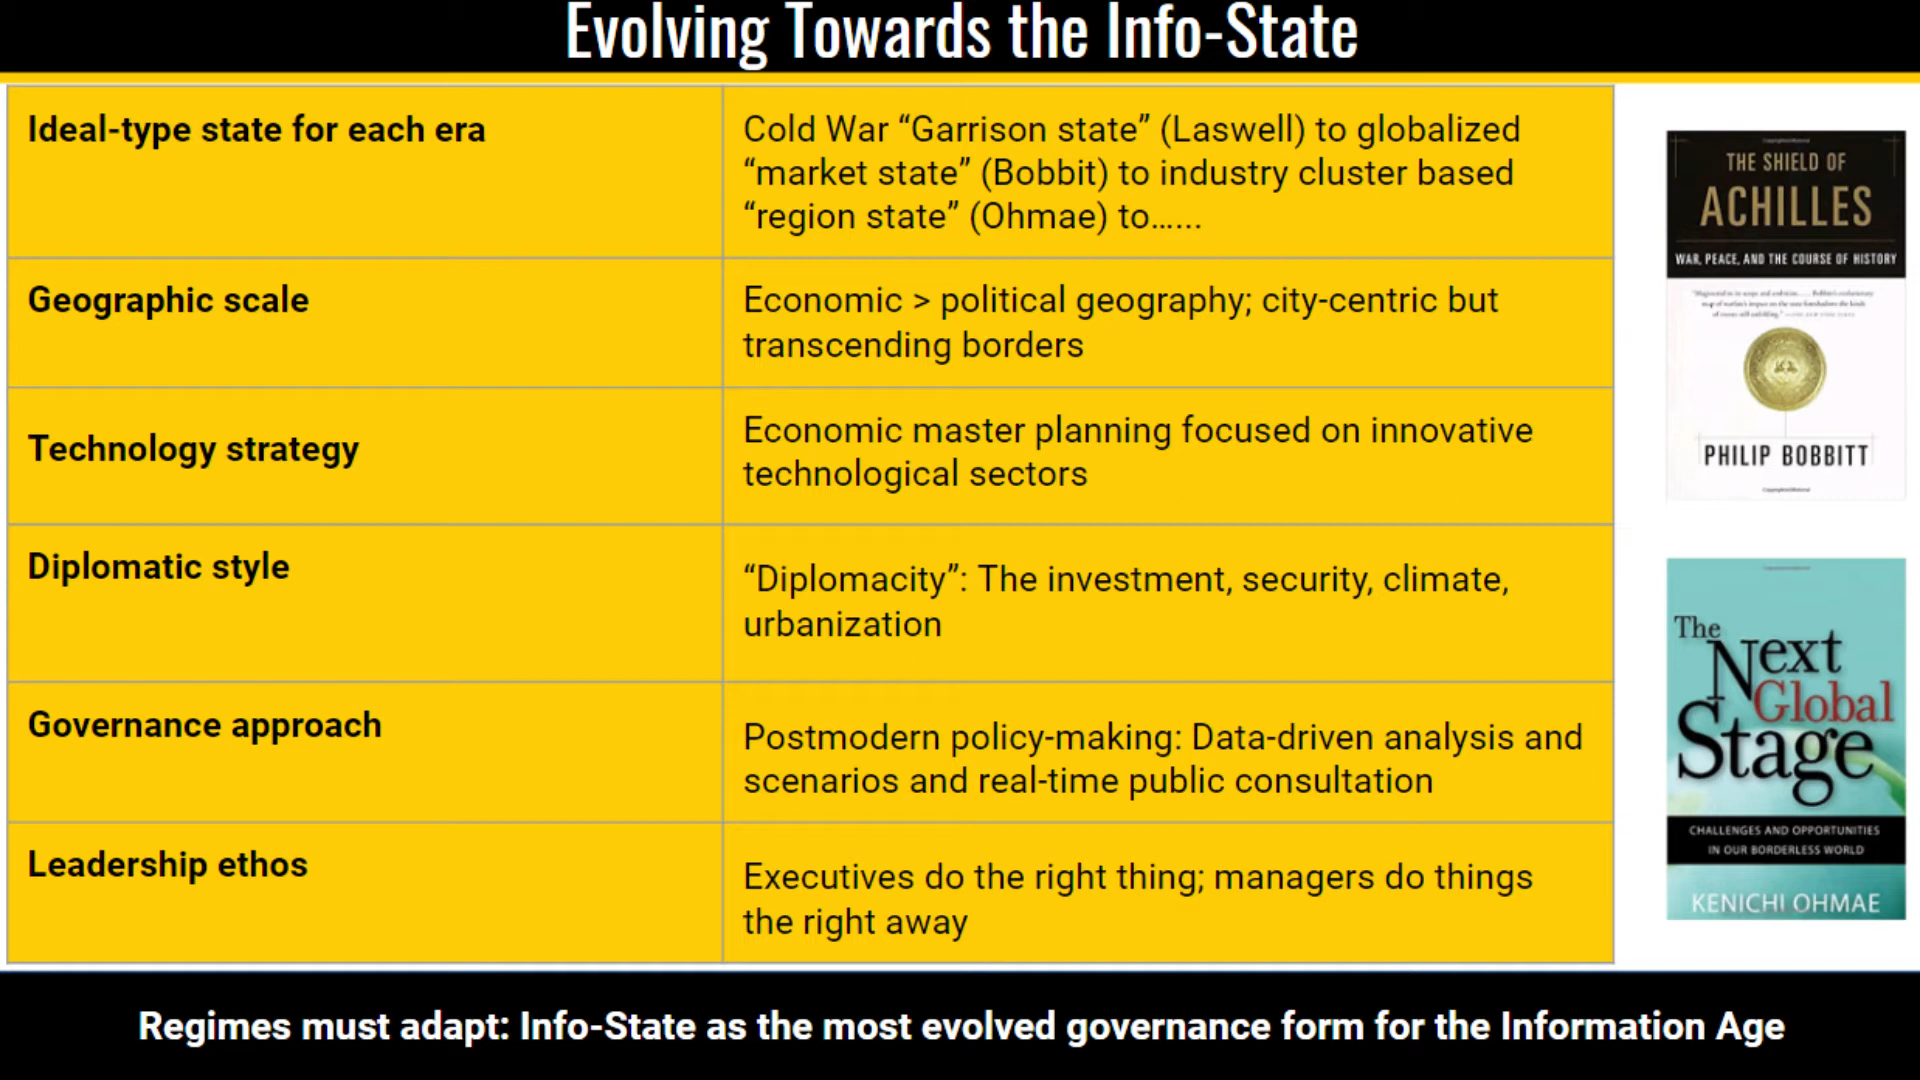 Evolving Towards the Info-State
Ideal-type state for each era
Cold War “Garrison state” (Laswell) to globalized
“market state” (Bobbit) to industry cluster based
“region state” (Ohmae) to…...
Geographic scale
Economic > political geography; city-centric but
transcending borders
Technology strategy
Economic master planning focused on innovative
technological sectors
Diplomatic style
“Diplomacity”: The investment, security, climate,
urbanization
Governance approach
Postmodern policy-making: Data-driven analysis and
scenarios and real-time public consultation
Leadership ethos
Executives do the right thing; managers do things
the right away
THE SHIELD OF
ACHILLES
WAR, PEACE, AND THE COURSE OF HISTORY
PHILIP BOBBITT
The
Next
Global
Stage
CHALLENGES AND OPPORTUNITIES
IN OUR BORDERLESS WORLD
KENICHI OHMAE
Regimes must adapt: Info-State as the most evolved governance form for the Information Age